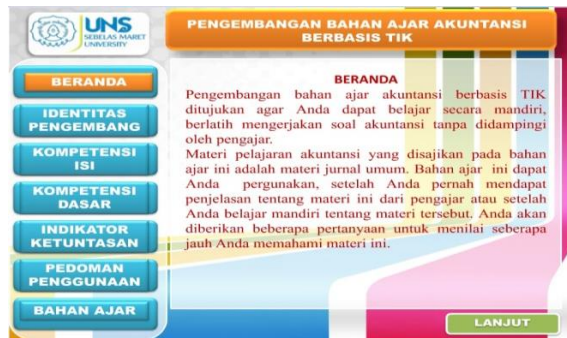 UNS
SEBELAS MARET
UNIVERSITY
PENGEMBANGAN BAHAN AJAR AKUNTANSI
BERBASIS TIK
BERANDA
IDENTITAS
PENGEMBANG
KOMPETENSI
ISI
KOMPETENSI
DASAR
INDIKATOR
KETUNTASAN
PEDOMAN
PENGGUNAAN
BAHAN AJAR
BERANDA
Pengembangan bahan ajar akuntansi berbasis TIK
ditujukan agar Anda dapat belajar secara mandiri,
berlatih mengerjakan soal akuntansi tanpa didampingi
oleh pengajar.
Materi pelajaran akuntansi yang disajikan pada bahan
ajar ini adalah materi jurnal umum. Bahan ajar ini dapat
Anda pergunakan, setelah Anda pernah mendapat
penjelasan tentang materi ini dari pengajar atau setelah
Anda belajar mandiri tentang materi tersebut. Anda akan
diberikan beberapa pertanyaan untuk menilai seberapa
jauh Anda memahami materi ini.
LANJUT